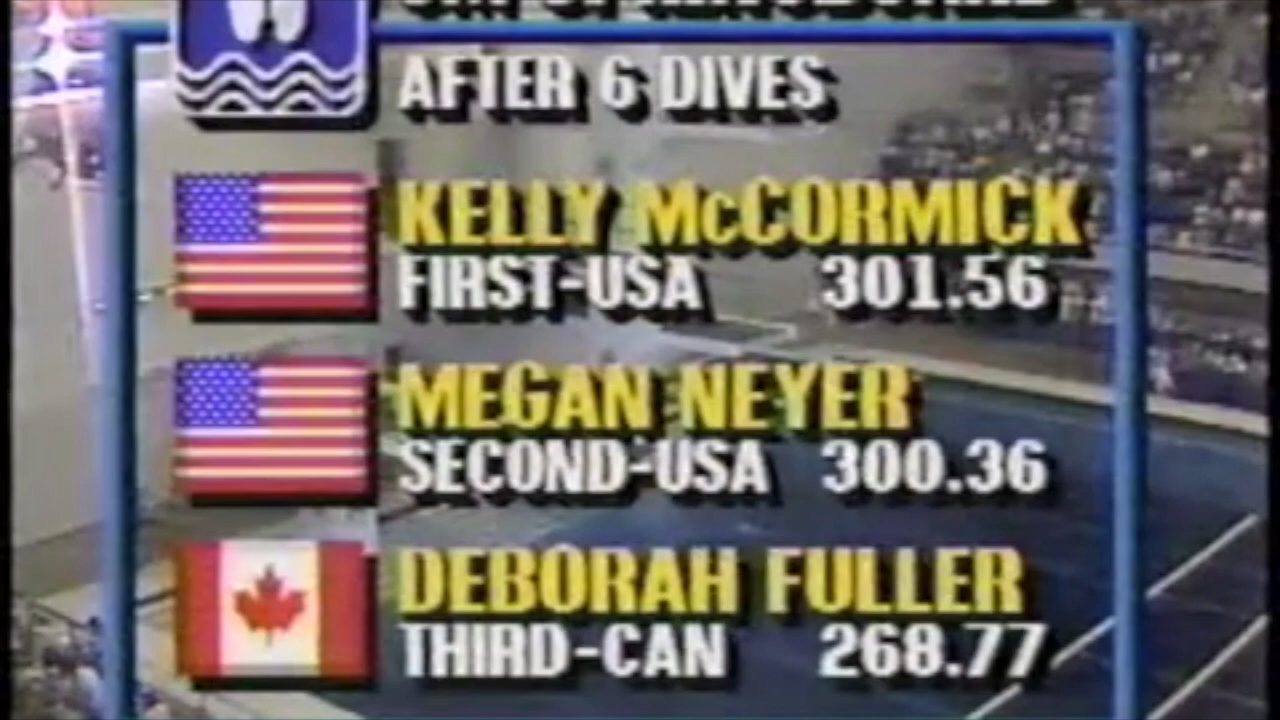 AFTER 6 DIVES
KELLY McCORMICK
FIRST-USA 301.56
MEGAN NEYER
SECOND-USA 300.36
DEBORAH FULLER
THIRD-CAN 268.77